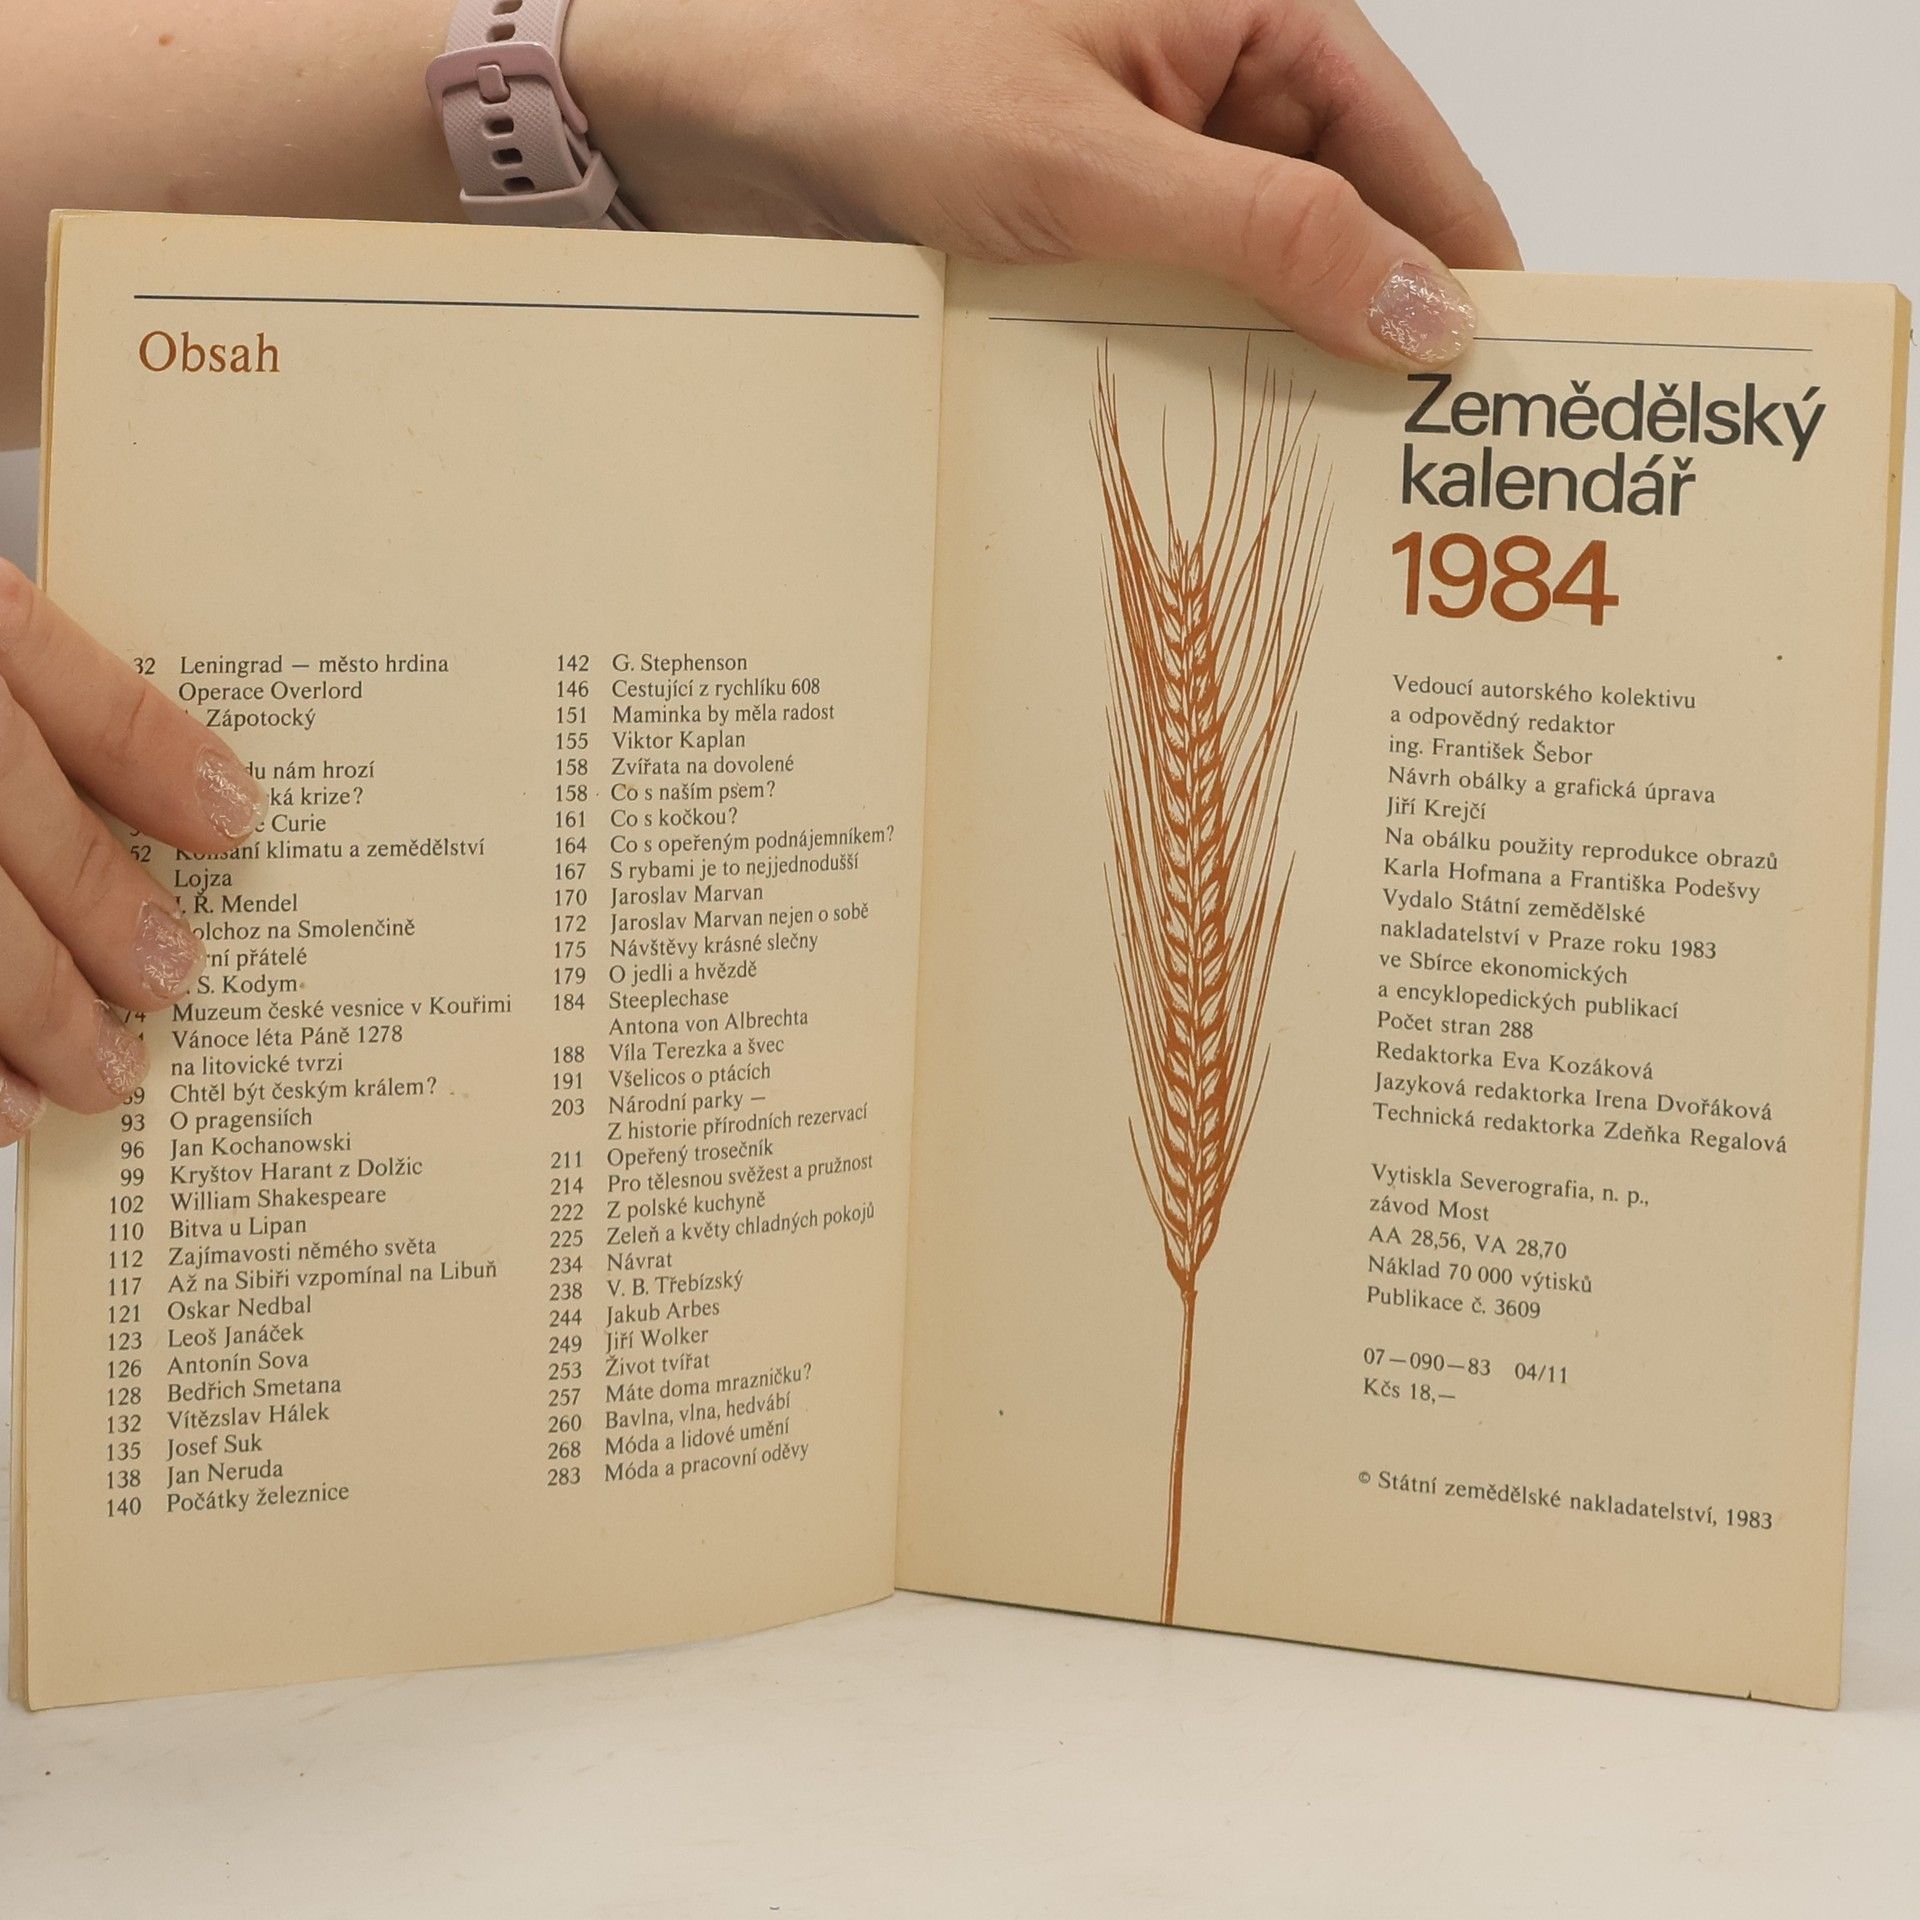 Obsah
32 Leningrad — město hrdina
Operace Overlord
Zápotocký
nám hrozí
krize?
Curie
52 klimatu a zemědělství
Lojza
Mendel
na Smolenčině
přátelé
S. Kodym
74 Muzeum české vesnice v Kouřimi
Vánoce léta Páně 1278
na litovické tvrzi
Chtěl být českým králem?
93 O pragensiích
96 Jan Kochanowski
99 Kryštov Harant z Dolžic
102 William Shakespeare
110 Bitva u Lipan
112 Zajímavosti němého světa
117 Až na Sibiři vzpomínal na Libuň
121 Oskar Nedbal
123 Leoš Janáček
126 Antonín Sova
128 Bedřich Smetana
132 Vítězslav Hálek
135 Josef Suk
138 Jan Neruda
140 Počátky železnice
142 G. Stephenson
146 Cestující z rychlíku 608
151 Maminka by měla radost
155 Viktor Kaplan
158 Zvířata na dovolené
158 Co s naším psem?
161 Co s kočkou?
164 Co s opeřeným podnájemníkem?
167 S rybami je to nejjednodušší
170 Jaroslav Marvan
172 Jaroslav Marvan nejen o sobě
175 Návštěvy krásné slečny
179 O jedli a hvězdě
184 Steeplechase
Antona von Albrechta
188 Víla Terezka a švec
191 Všelicos o ptácích
203 Národní parky —
Z historie přírodních rezervací
211 Opeřený trosečník
214 Pro tělesnou svěžest a pružnost
222 Z polské kuchyně
225 Zeleň a květy chladných pokojů
234 Návrat
238 V. B. Třebízský
244 Jakub Arbes
249 Jiří Wolker
253 Život tvířat
257 Máte doma mrazničku?
260 Bavlna, vlna, hedvábí
268 Móda a lidové umění
283 Móda a pracovní oděvy
Zemědělský
kalendář
1984
Vedoucí autorského kolektivu
a odpovědný redaktor
ing. František Šebor
Návrh obálky a grafická úprava
Jiří Krejčí
Na obálku použity reprodukce obrazů
Karla Hofmana a Františka Podešvy
Vydalo Státní zemědělské
nakladatelství v Praze roku 1983
ve Sbírce ekonomických
a encyklopedických publikací
Počet stran 288
Redaktorka Eva Kozáková
Jazyková redaktorka Irena Dvořáková
Technická redaktorka Zdeňka Regalová
Vytiskla Severografia, n. p.,
závod Most
AA 28,56, VA 28,70
Náklad 70 000 výtisků
Publikace č. 3609
07—090—83 04/11
Kčs 18,—
© Státní zemědělské nakladatelství, 1983